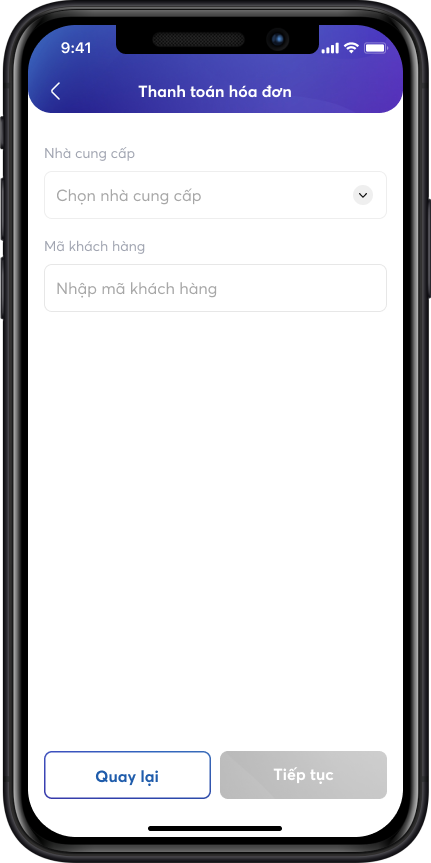 9:41
Thanh toán hóa đơn
Nhà cung cấp
Chọn nhà cung cấp
Mã khách hàng
Nhập mã khách hàng
Quay lại
Tiếp tục